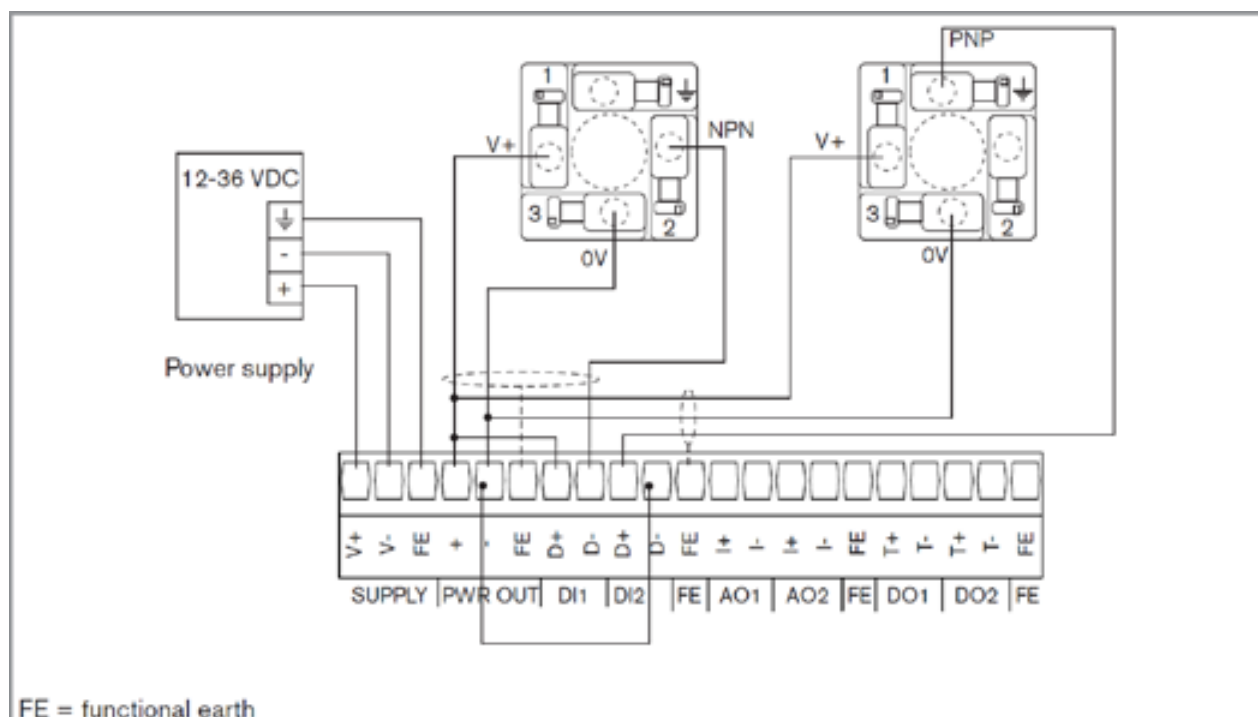 PNP
1
1
NPN
V+
V+
12-36 VDC
3
2
3
2
-
0V
0V
+
Power supply
V+ V- FE + - FE D+ D- D+ D- FE I+ I- I+ I- FE T+ T- T+ T- FE
SUPPLY PWR OUT DI1 DI2 FE AO1 AO2 FE DO1 DO2 FE
FE = functional earth